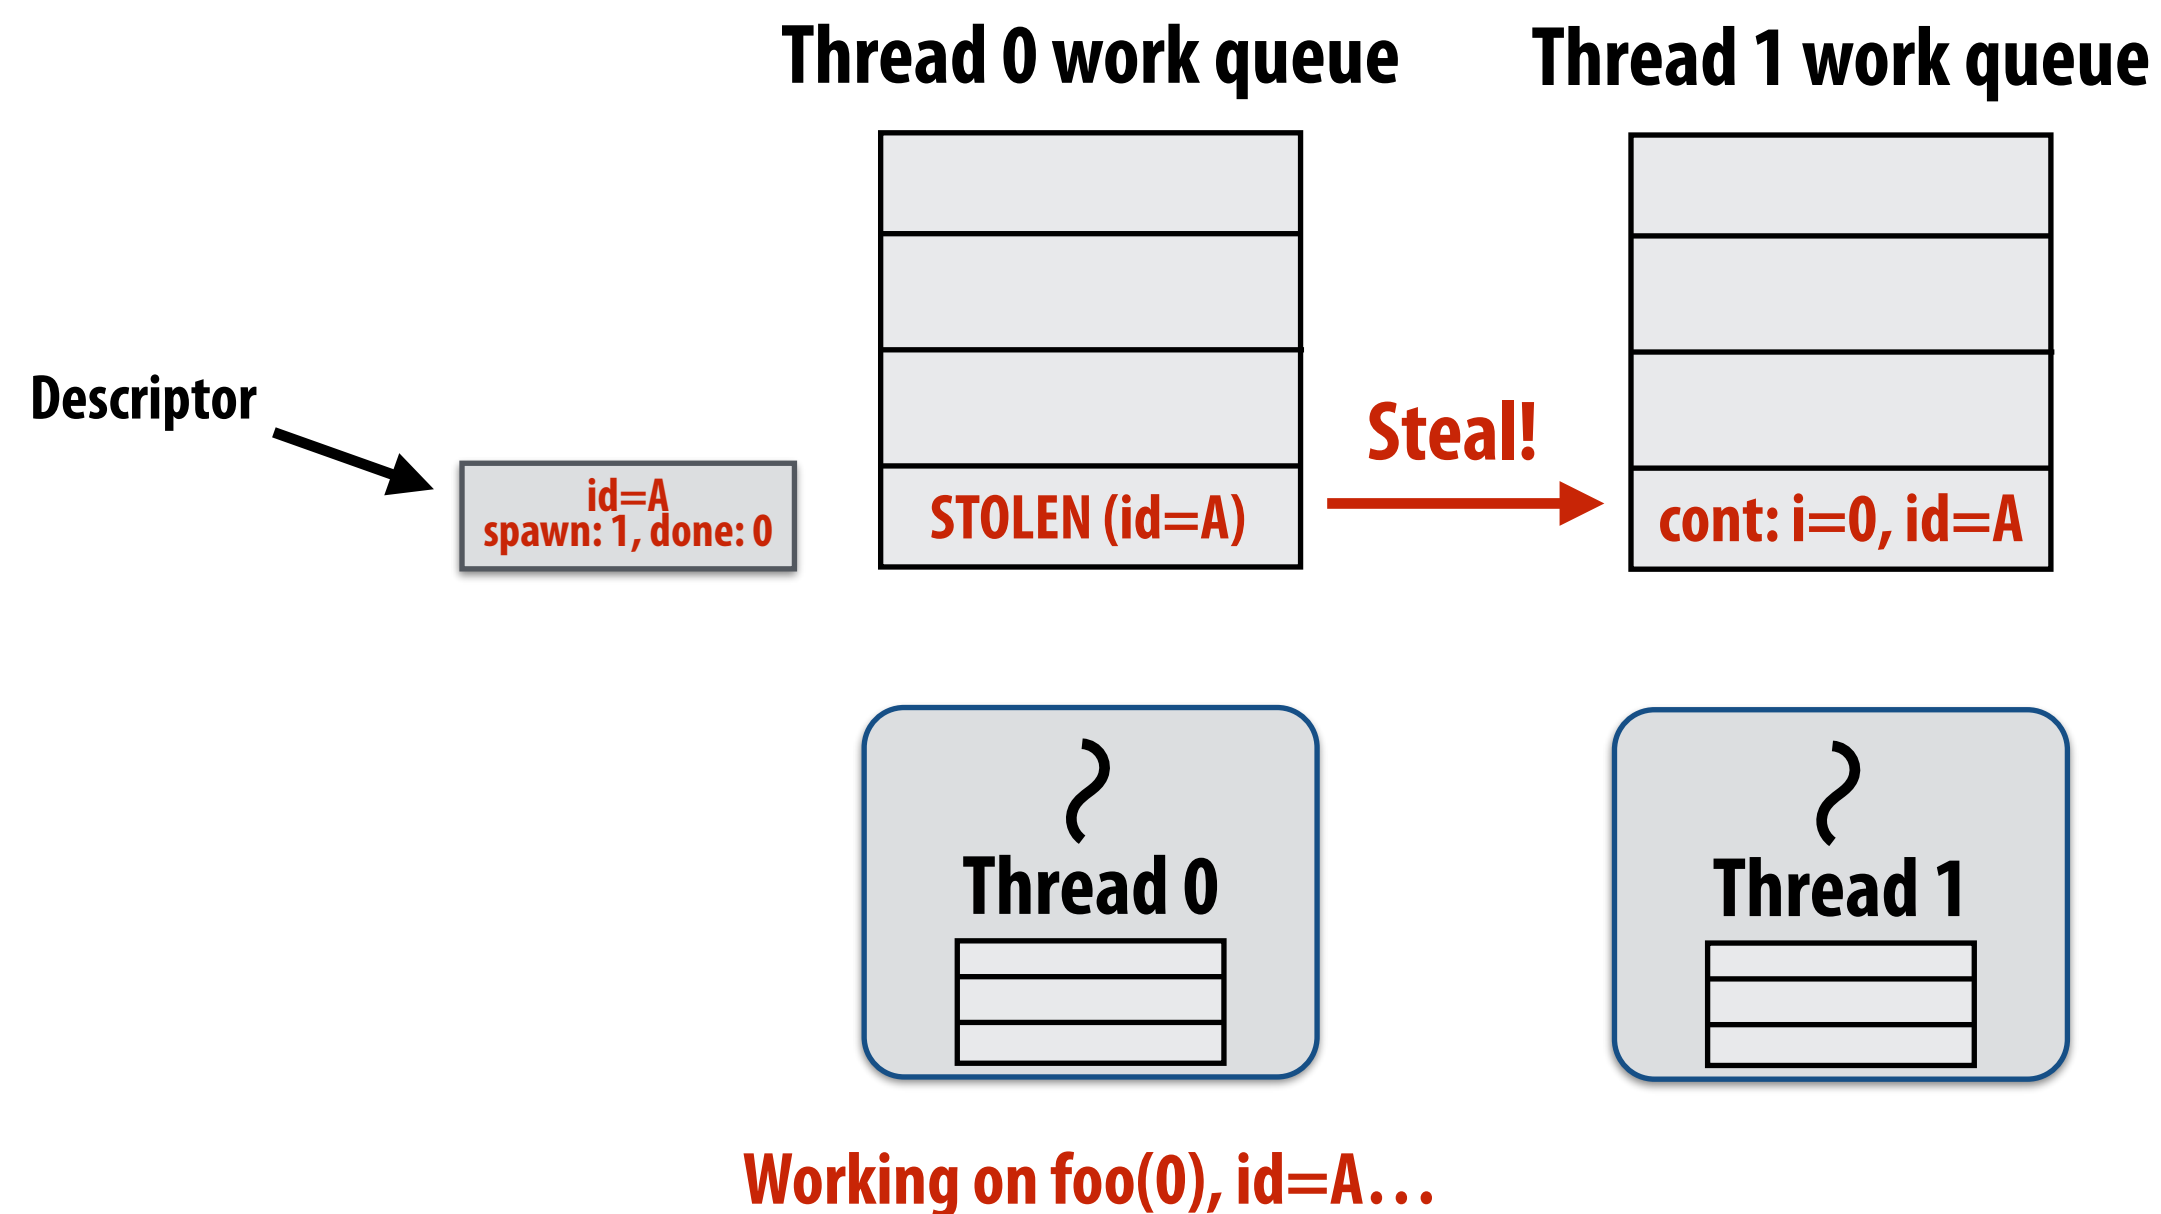 Thread 0 work queue
Thread 1 work queue
Descriptor
id=A
spawn: 1, done: 0
STOLEN (id=A)
Steal!
cont: i=0, id=A
Thread 0
Thread 1
Working on foo(0), id=A…